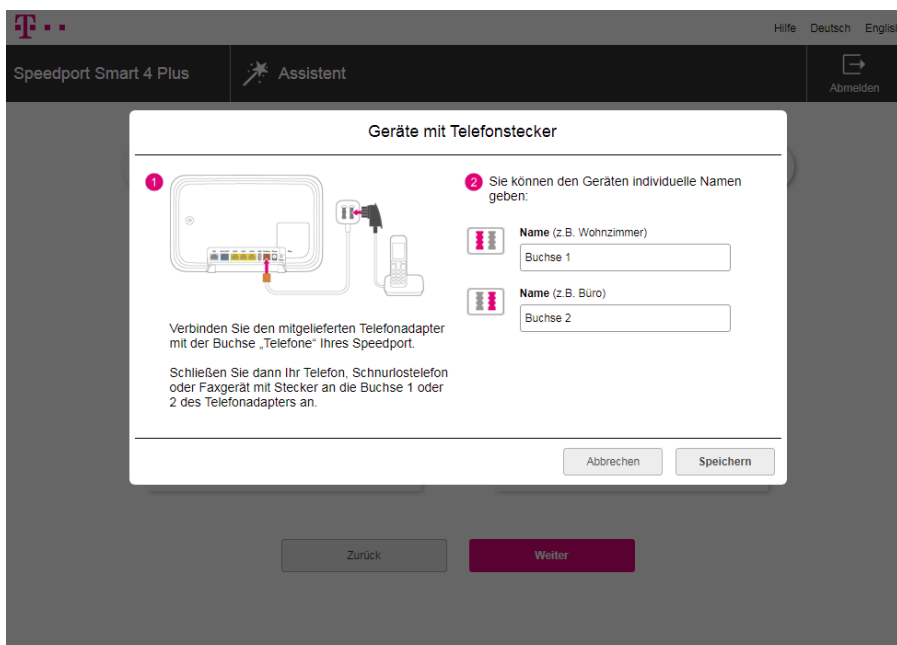 T
Hilfe Deutsch English
Speedport Smart 4 Plus Assistent
Abmelden
Geräte mit Telefonstecker
1
Verbinden Sie den mitgelieferten Telefonadapter
mit der Buchse „Telefone" Ihres Speedport.
Schließen Sie dann Ihr Telefon, Schnurlostelefon
oder Faxgerät mit Stecker an die Buchse 1 oder
2 des Telefonadapters an.
2 Sie können den Geräten individuelle Namen
geben:
Name (z.B. Wohnzimmer)
Buchse 1
Name (z.B. Büro)
Buchse 2
Abbrechen Speichern
Zurück Weiter